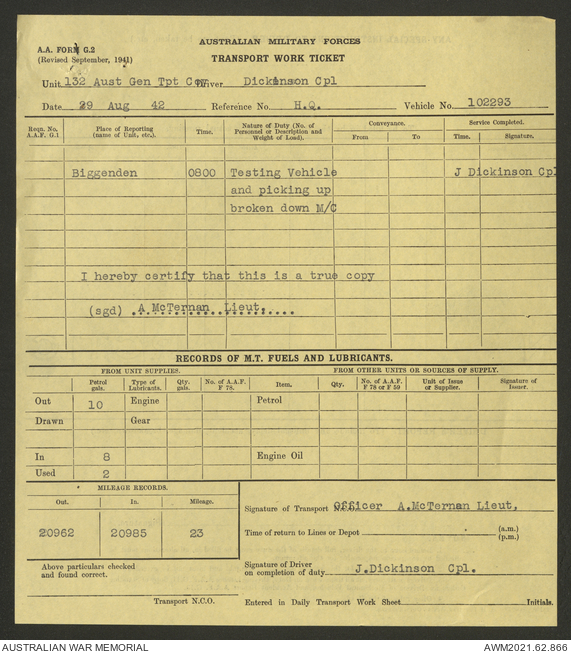 AUSTRALIAN MILITARY FORCES
A.A. FORM G.2
(Revised September, 1941)
TRANSPORT WORK TICKET
Unit 132 Aust Gen Tpt Coy Driver Dickinson Cpl
Date 29 Aug 42 Reference No. H.Q. Vehicle No. 102293
Reqn. No. A.A.F. G.1 Place of Reporting (name of Unit, etc.). Time. Nature of Duty (No. of Personnel or Description and Weight of Load). Conveyance. From To Service Completed. Time. Signature.
Biggenden 0800 Testing Vehicle J Dickinson Cpl
and picking up
broken down M/C
I hereby certify that this is a true copy
(sgd) A McTernan Lieut.
RECORDS OF M.T. FUELS AND LUBRICANTS.
FROM UNIT SUPPLIES. FROM OTHER UNITS OR SOURCES OF SUPPLY.
Petrol gals. Type of Lubricants. Qty. gals. No. of A.A.F. F 78. Item. Qty. No. of A.A.F. F 78 or F 59 Unit of Issue or Supplier. Signature of Issuer.
Out 10 Engine Petrol
Drawn Gear
In 8 Engine Oil
Used 2
MILEAGE RECORDS.
Out. In. Mileage.
20962 20985 23
Signature of Transport Officer A.McTernan Lieut,
Time of return to Lines or Depot (a.m.)
(p.m.)
Above particulars checked
and found correct.
Signature of Driver
on completion of duty J.Dickinson Cpl.
Transport N.C.O. Entered in Daily Transport Work Sheet Initials.
AUSTRALIAN WAR MEMORIAL AWM2021.62.866